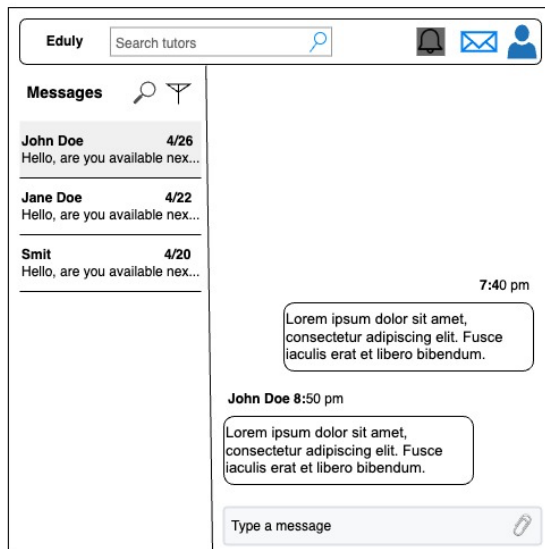 Eduly
Search tutors
Messages
John Doe 4/26
Hello, are you available nex...
Jane Doe 4/22
Hello, are you available nex...
Smit 4/20
Hello, are you available nex...
7:40 pm
Lorem ipsum dolor sit amet,
consectetur adipiscing elit. Fusce
iaculis erat et libero bibendum.
John Doe 8:50 pm
Lorem ipsum dolor sit amet,
consectetur adipiscing elit. Fusce
iaculis erat et libero bibendum.
Type a message